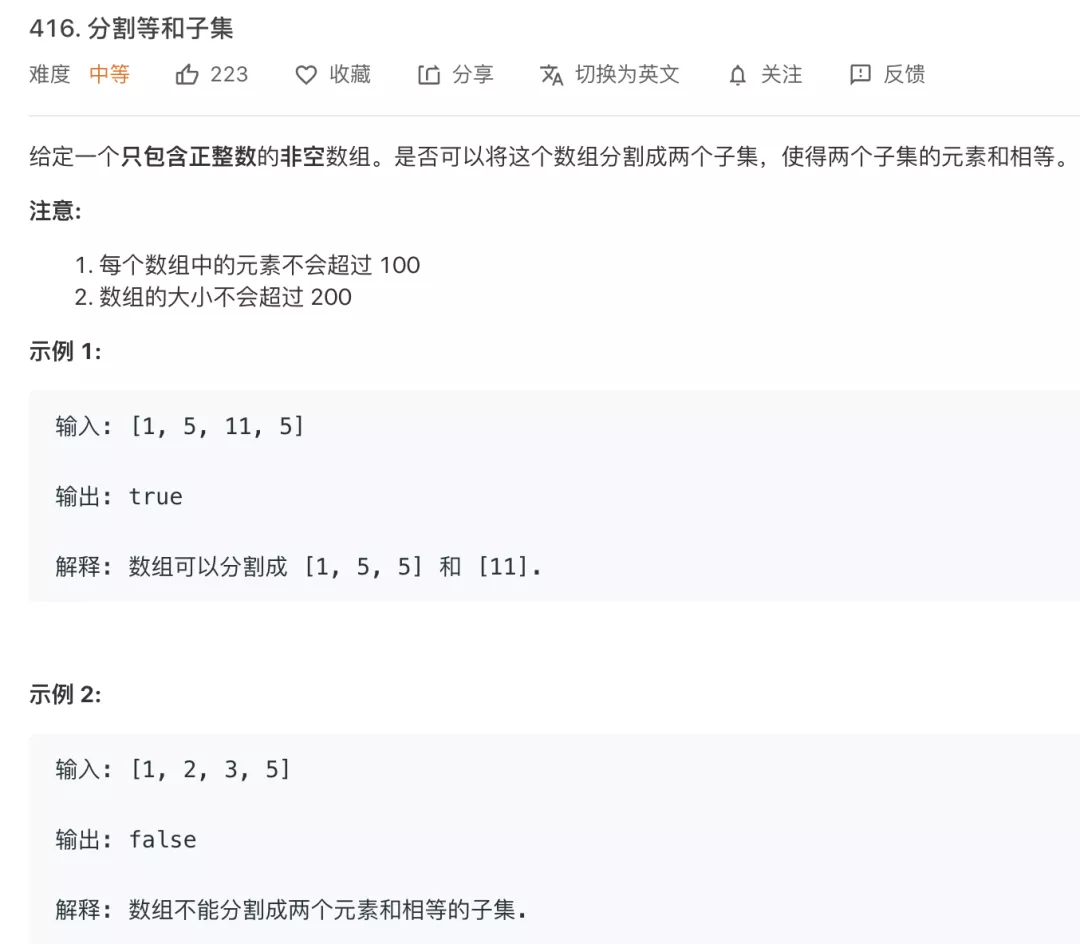 416. 分割等和子集
难度 中等 223 收藏 分享 切换为英文 关注 反馈
给定一个只包含正整数的非空数组。是否可以将这个数组分割成两个子集，使得两个子集的元素和相等。
注意:
1. 每个数组中的元素不会超过 100
2. 数组的大小不会超过 200
示例 1:
输入: [1, 5, 11, 5]
输出: true
解释: 数组可以分割成 [1, 5, 5] 和 [11].
示例 2:
输入: [1, 2, 3, 5]
输出: false
解释: 数组不能分割成两个元素和相等的子集.